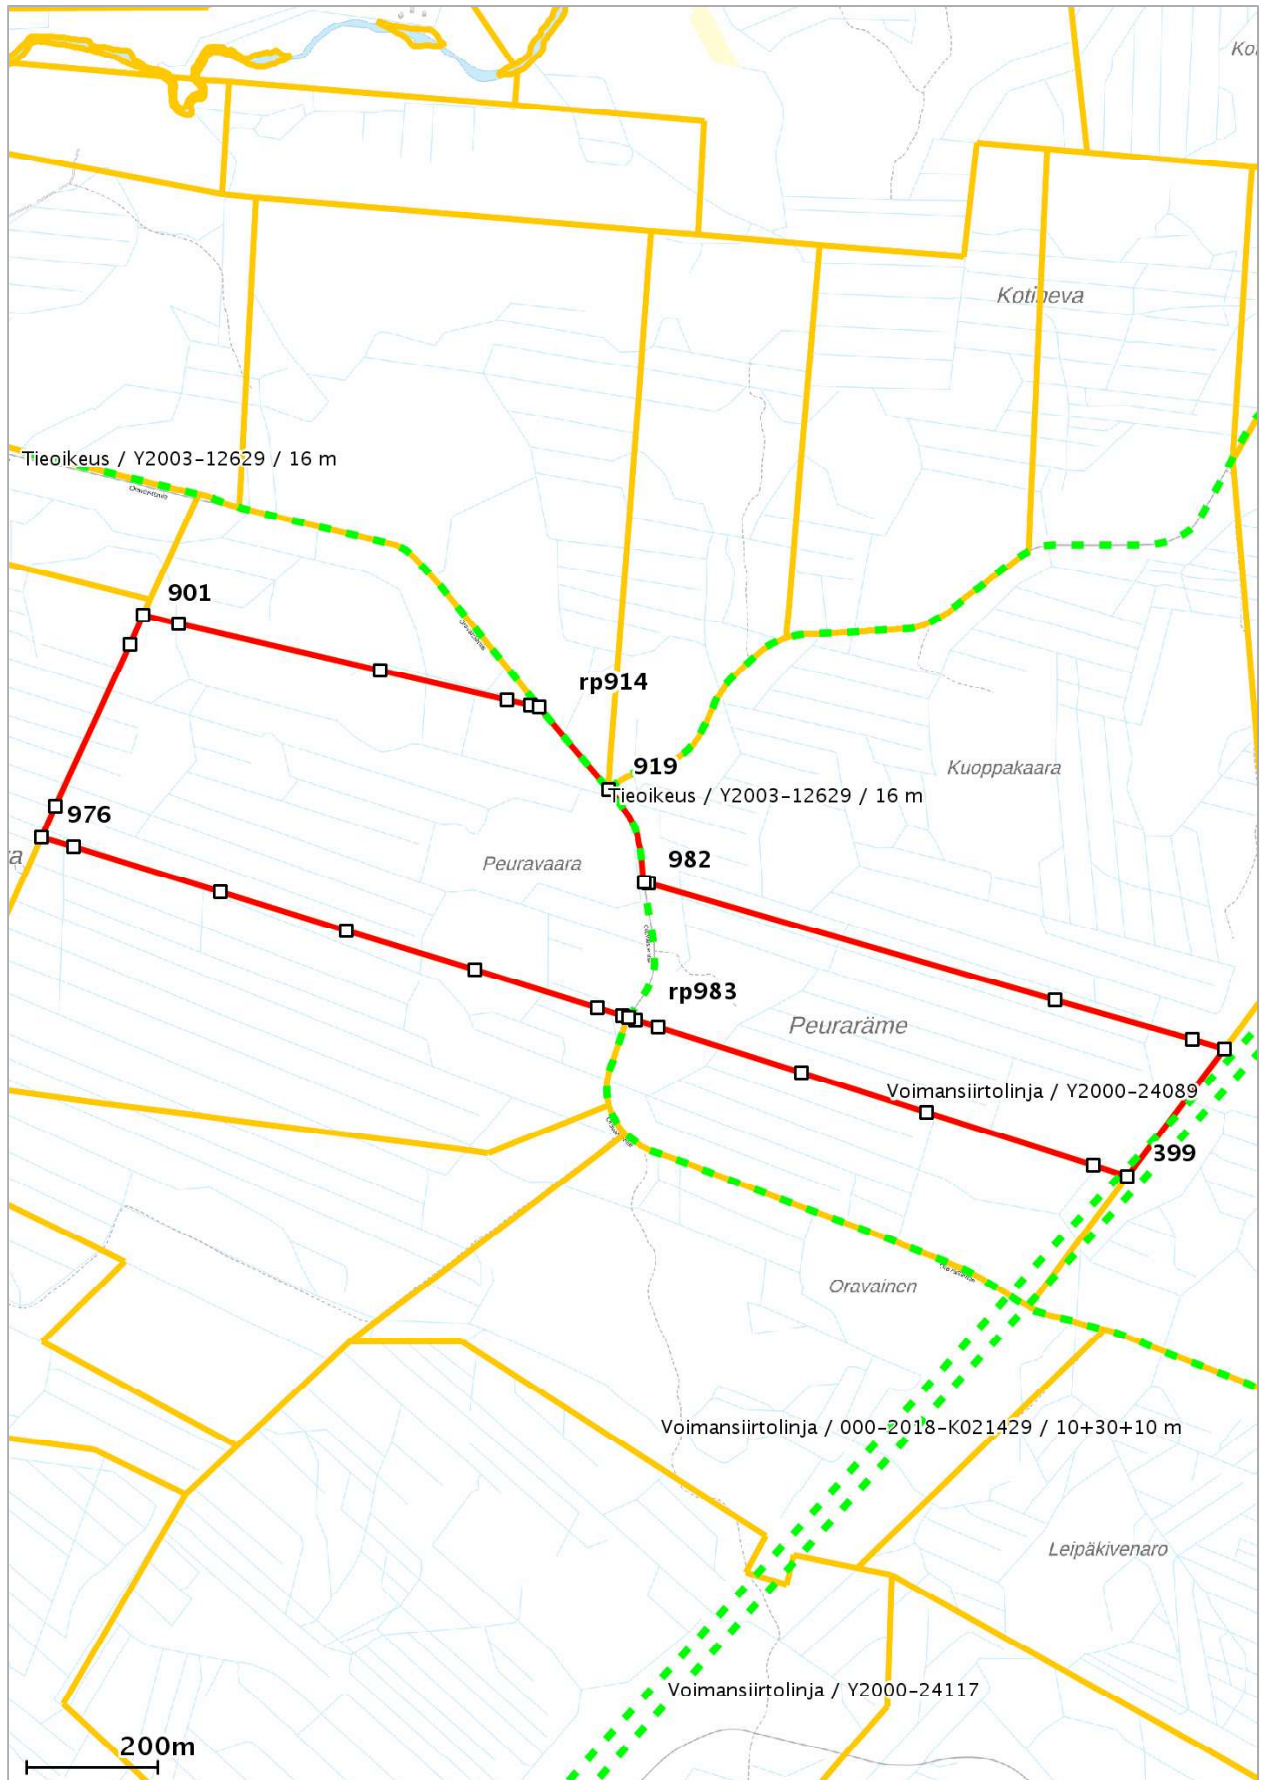 Kotineva
Tieoikeus / Y2003-12629 / 16 m
901
rp914
919
Kuoppakaara
Tieoikeus / Y2003-12629 / 16 m
976
982
Peuravaara
rp983
Peuraräme
Voimansiirtolinja / Y2000-24089
399
Oravainen
Voimansiirtolinja / 000-2018-K021429 / 10+30+10 m
Leipäkivenaro
Voimansiirtolinja / Y2000-24117
200m